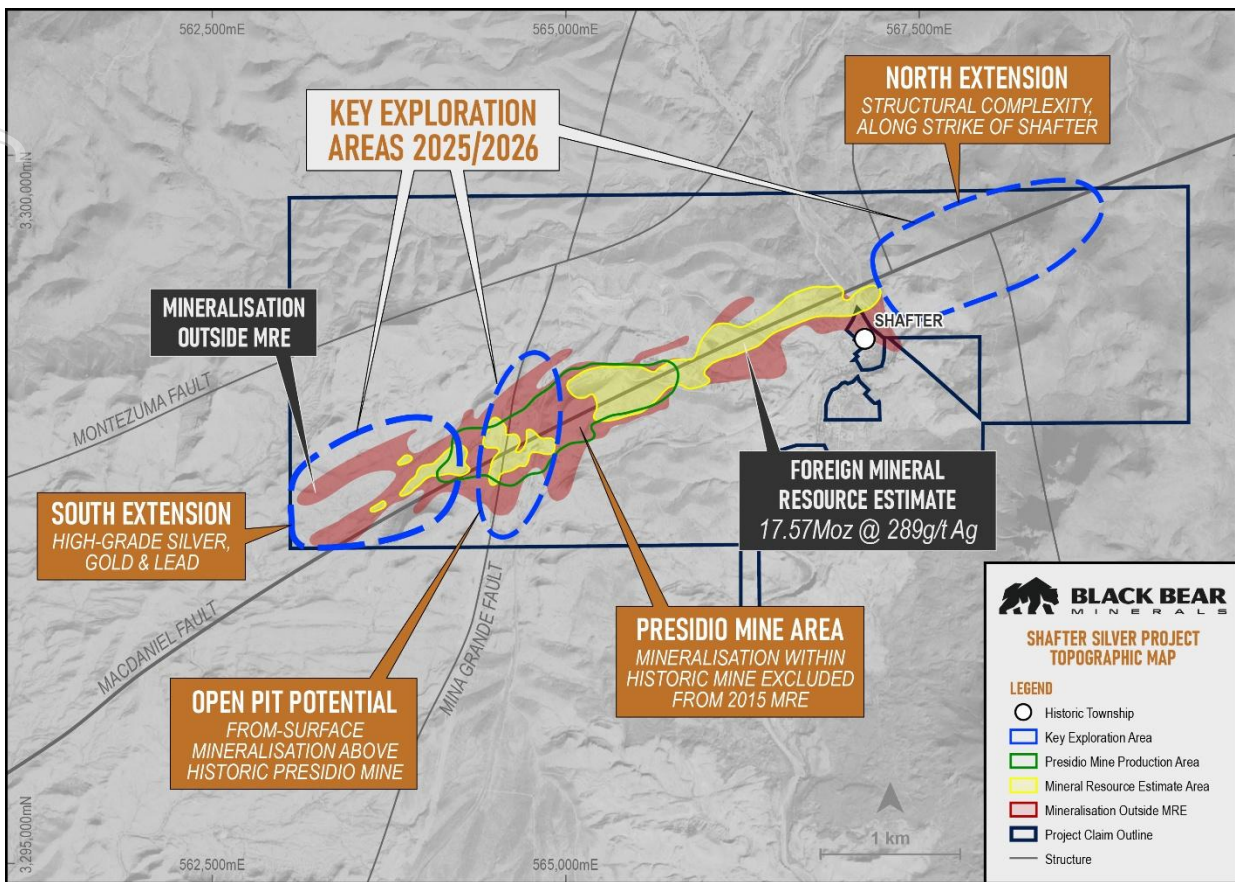 562,500mE
565,000mE
567,500mE
NORTH EXTENSION
STRUCTURAL COMPLEXITY,
ALONG STRIKE OF SHAFTER
KEY EXPLORATION
AREAS 2025/2026
3,300,000mN
MINERALISATION
OUTSIDE MRE
SHAFTER
MONTEZUMA FAULT
FOREIGN MINERAL
RESOURCE ESTIMATE
17.57Moz @ 289g/t Ag
SOUTH EXTENSION
HIGH-GRADE SILVER,
GOLD & LEAD
MACDANIEL FAULT
MINA GRANDE FAULT
PRESIDIO MINE AREA
MINERALISATION WITHIN
HISTORIC MINE EXCLUDED
FROM 2015 MRE
OPEN PIT POTENTIAL
FROM-SURFACE
MINERALISATION ABOVE
HISTORIC PRESIDIO MINE
BLACK BEAR
MINERALS
SHAFTER SILVER PROJECT
TOPOGRAPHIC MAP
LEGEND
Historic Township
Key Exploration Area
Presidio Mine Production Area
Mineral Resource Estimate Area
Mineralisation Outside MRE
Project Claim Outline
Structure
1 km
3,295,000mN
562,500mE
565,000mE